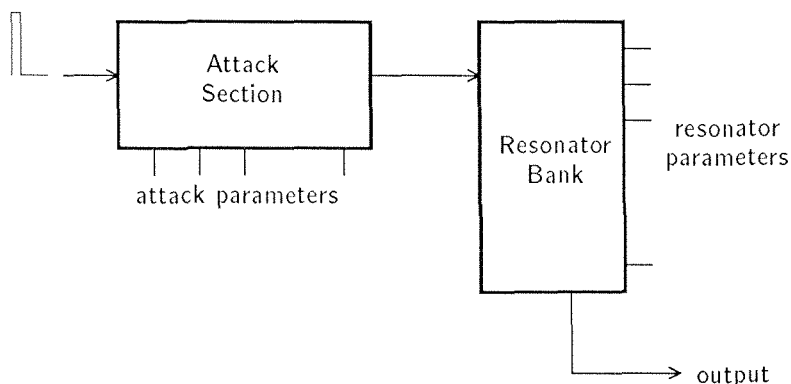 Attack
Section
attack parameters
Resonator
Bank
resonator
parameters
output